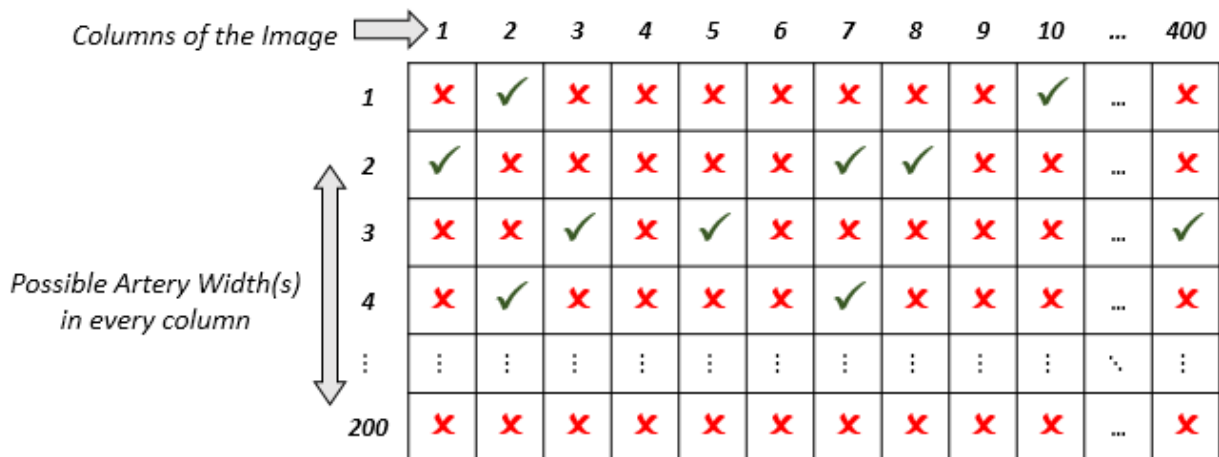 Columns of the Image 1 2 3 4 5 6 7 8 9 10 ... 400
1 ✘ ✓ ✘ ✘ ✘ ✘ ✘ ✘ ✘ ✓ ... ✘
2 ✓ ✘ ✘ ✘ ✘ ✘ ✓ ✓ ✘ ✘ ... ✘
3 ✘ ✘ ✓ ✘ ✓ ✘ ✘ ✘ ✘ ✘ ... ✓
Possible Artery Width(s)
in every column
4 ✘ ✓ ✘ ✘ ✘ ✘ ✓ ✘ ✘ ✘ ... ✘
⋮ ⋮ ⋮ ⋮ ⋮ ⋮ ⋮ ⋮ ⋮ ⋮ ⋮ ⋱ ⋮
200 ✘ ✘ ✘ ✘ ✘ ✘ ✘ ✘ ✘ ✘ ... ✘